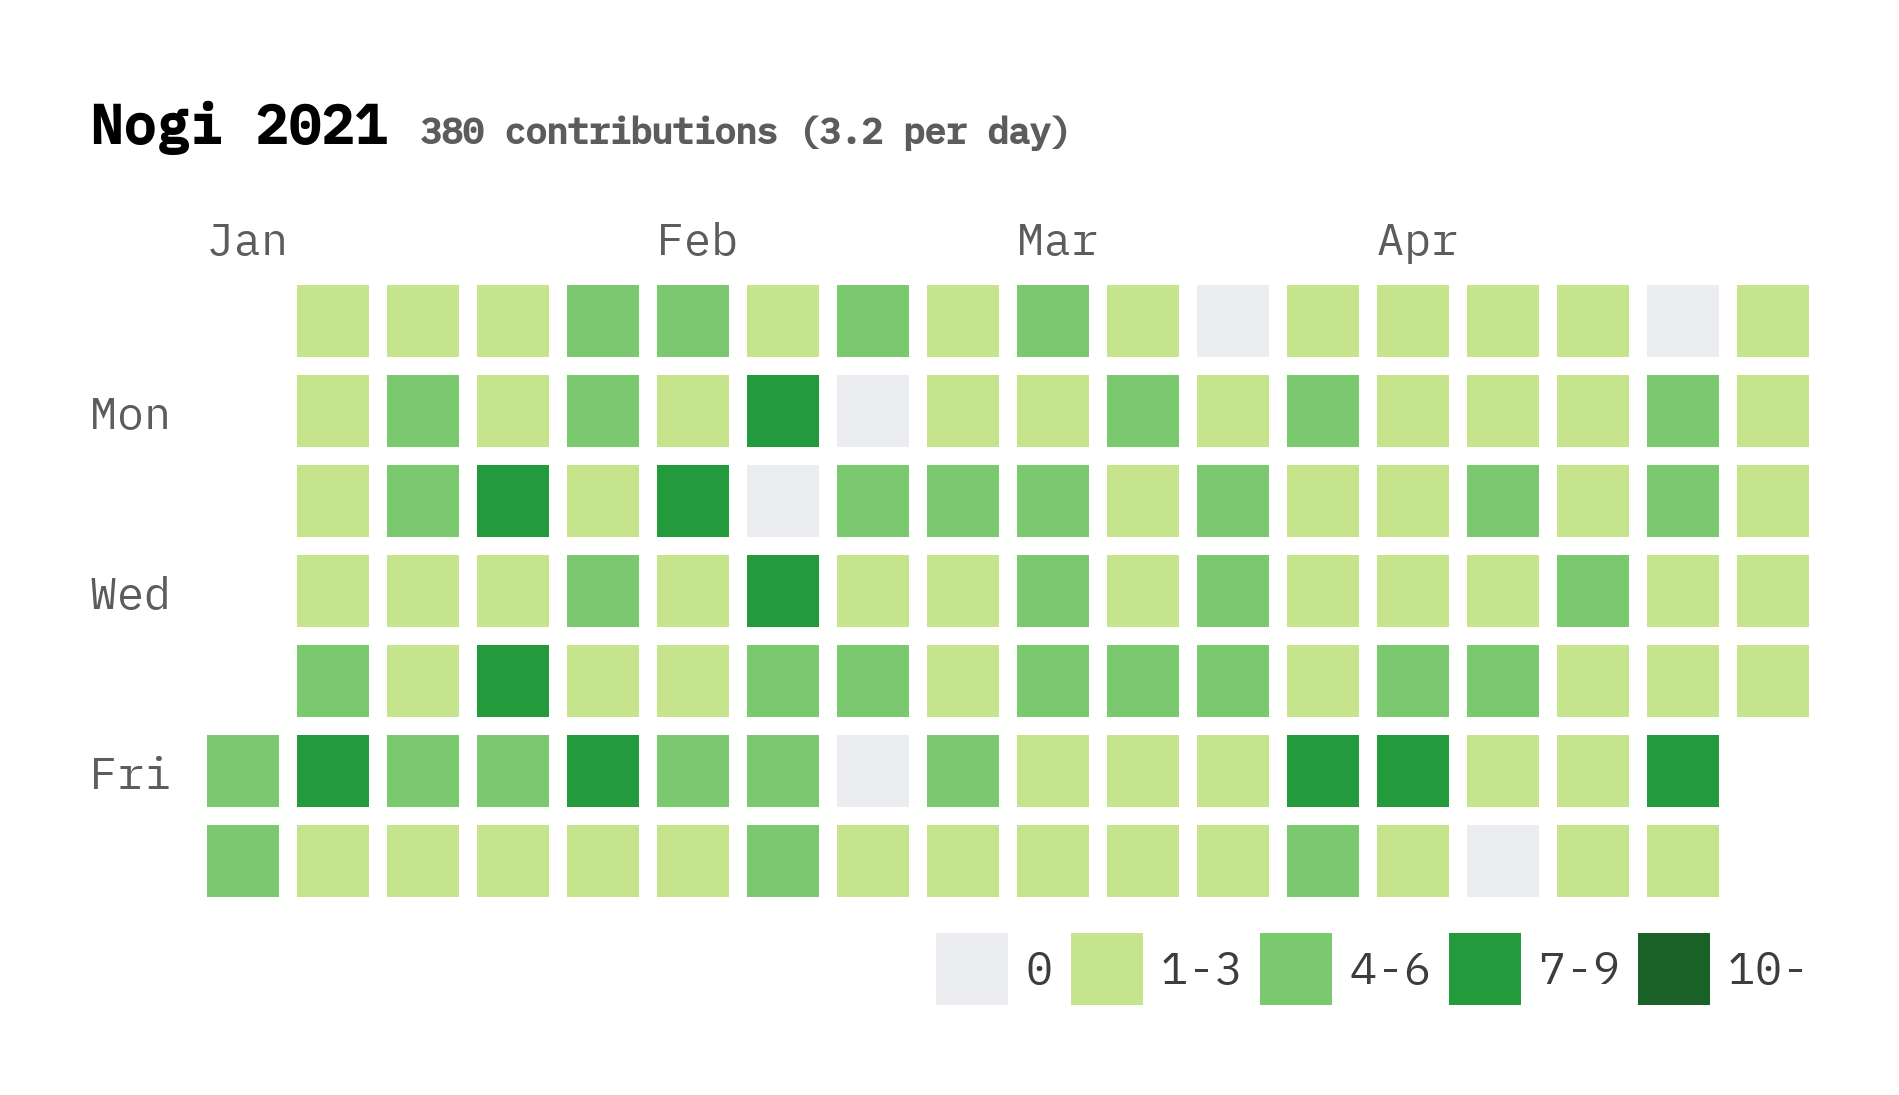 Nogi 2021 380 contributions (3.2 per day)
Jan Feb Mar Apr
Mon
Wed
Fri
0 1-3 4-6 7-9 10-